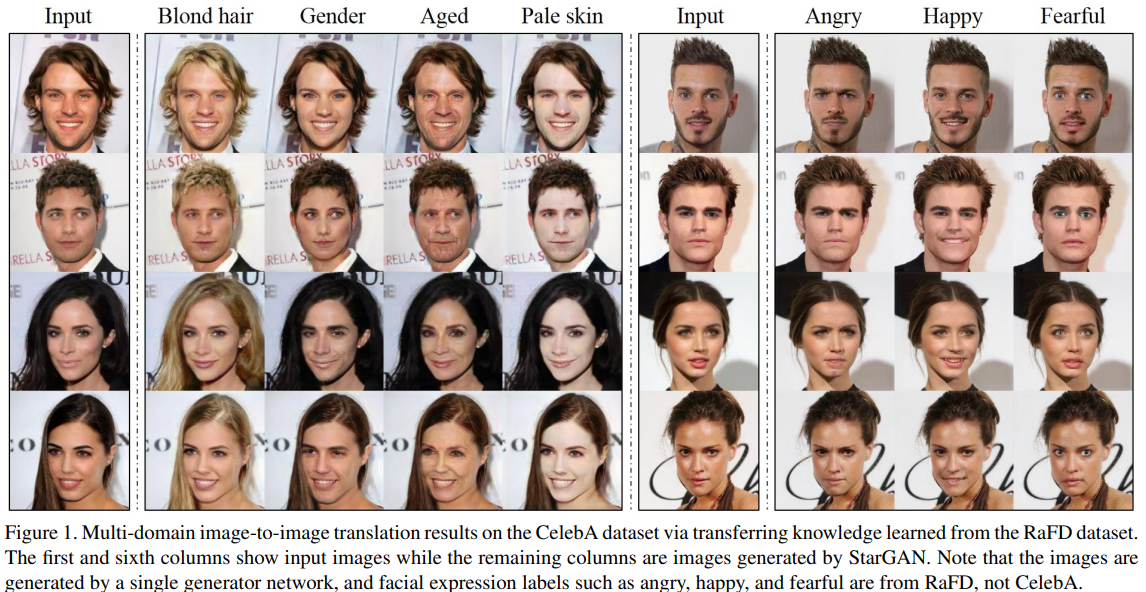 Input Blond hair Gender Aged Pale skin Input Angry Happy Fearful
ELLA STORY
RELLA S
Figure 1. Multi-domain image-to-image translation results on the CelebA dataset via transferring knowledge learned from the RaFD dataset.
The first and sixth columns show input images while the remaining columns are images generated by StarGAN. Note that the images are
generated by a single generator network, and facial expression labels such as angry, happy, and fearful are from RaFD, not CelebA.